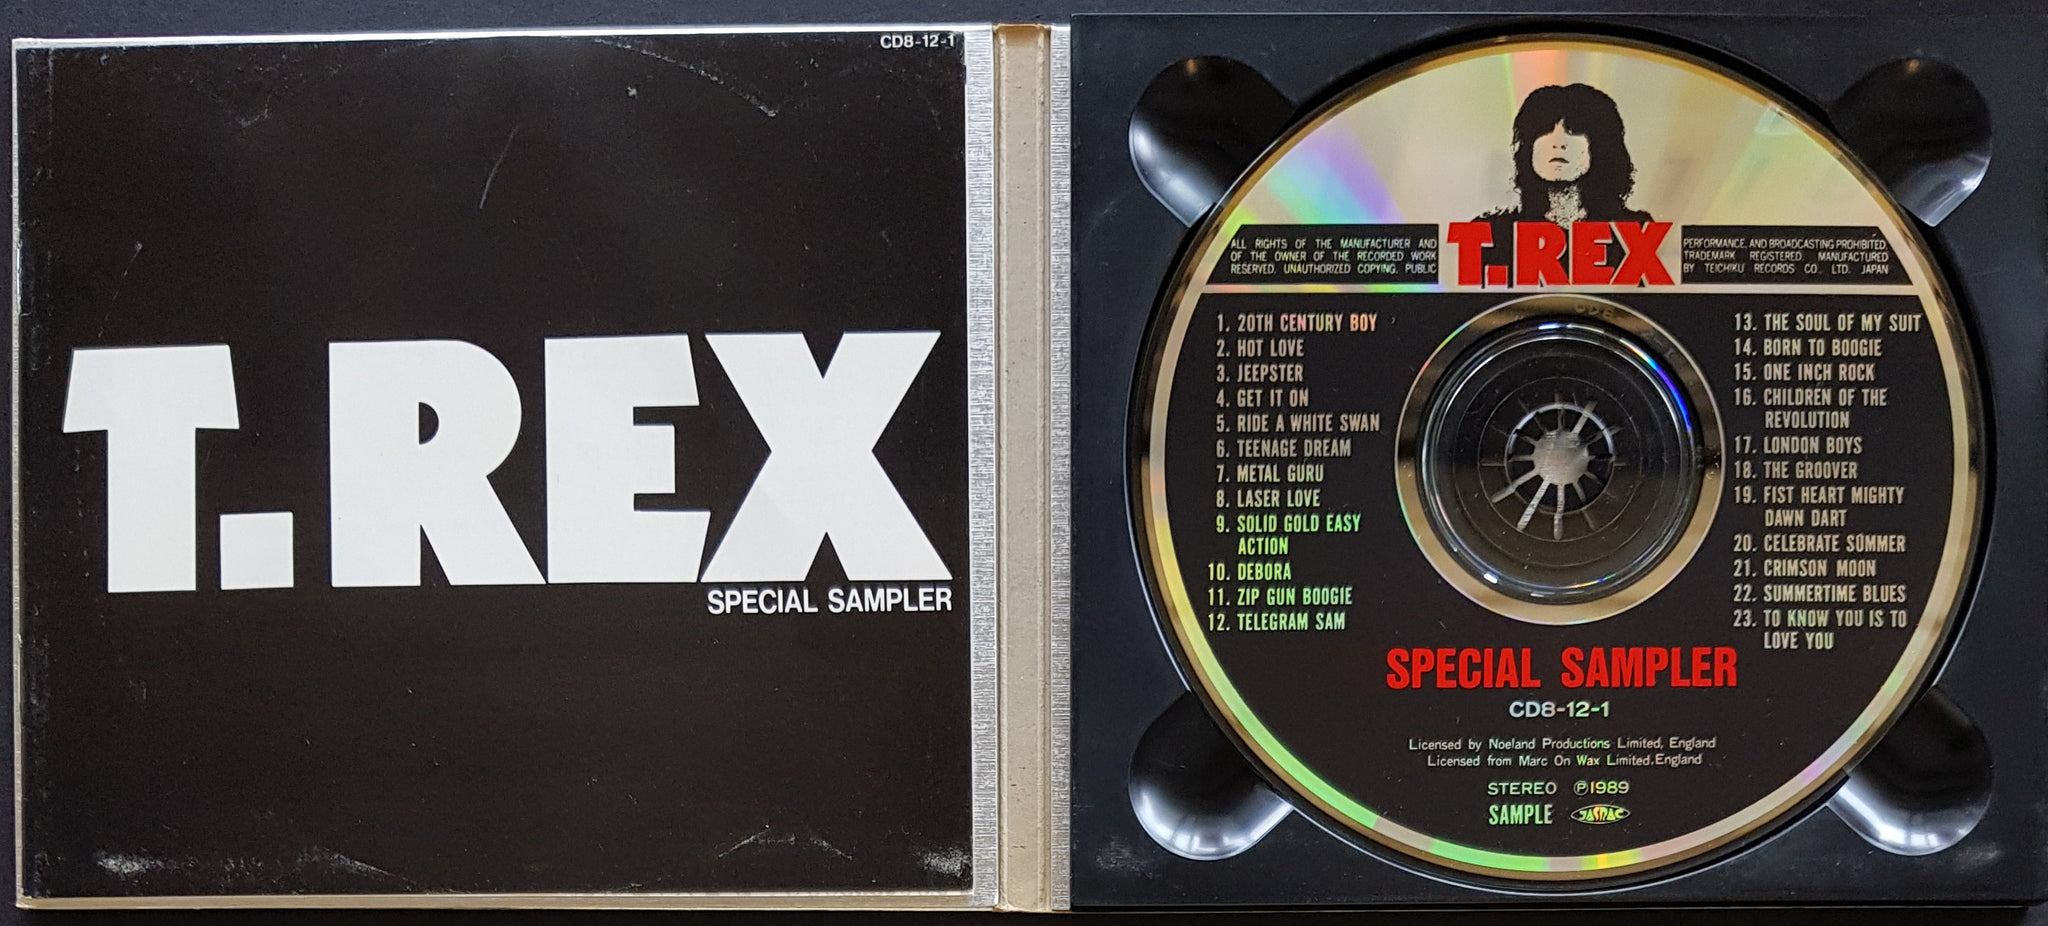 CD8-12-1
T.REX
SPECIAL SAMPLER
T.REX
ALL RIGHTS OF THE MANUFACTURER AND
OF THE OWNER OF THE RECORDED WORK
RESERVED. UNAUTHORIZED COPYING, PUBLIC
PERFORMANCE, AND BROADCASTING PROHIBITED.
TRADEMARK REGISTERED. MANUFACTURED
BY TEICHIKU RECORDS CO., LTD. JAPAN
1. 20TH CENTURY BOY
2. HOT LOVE
3. JEEPSTER
4. GET IT ON
5. RIDE A WHITE SWAN
6. TEENAGE DREAM
7. METAL GURU
8. LASER LOVE
9. SOLID GOLD EASY
ACTION
10. DEBORA
11. ZIP GUN BOOGIE
12. TELEGRAM SAM
13. THE SOUL OF MY SUIT
14. BORN TO BOOGIE
15. ONE INCH ROCK
16. CHILDREN OF THE
REVOLUTION
17. LONDON BOYS
18. THE GROOVER
19. FIST HEART MIGHTY
DAWN DART
20. CELEBRATE SUMMER
21. CRIMSON MOON
22. SUMMERTIME BLUES
23. TO KNOW YOU IS TO
LOVE YOU
SPECIAL SAMPLER
CD8-12-1
Licensed by Noeland Productions Limited, England
Licensed from Marc On Wax Limited.England
STEREO ℗1989
SAMPLE JASRAC